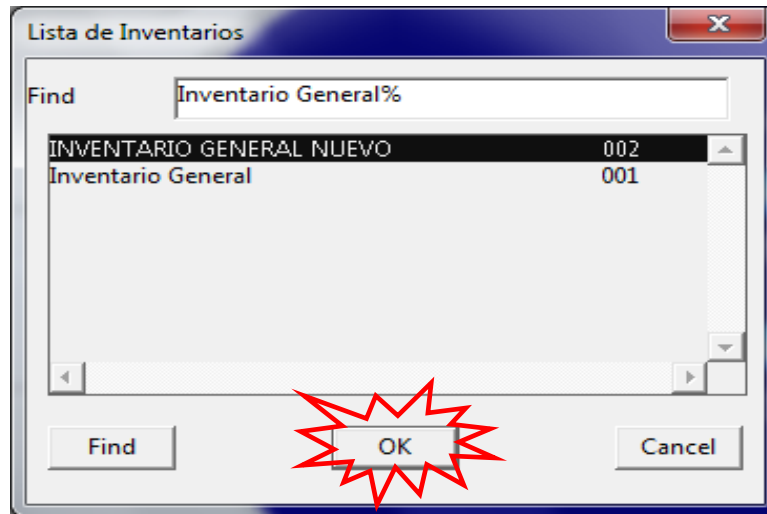 Lista de Inventarios
Find Inventario General%
INVENTARIO GENERAL NUEVO 002
Inventario General 001
Find OK Cancel